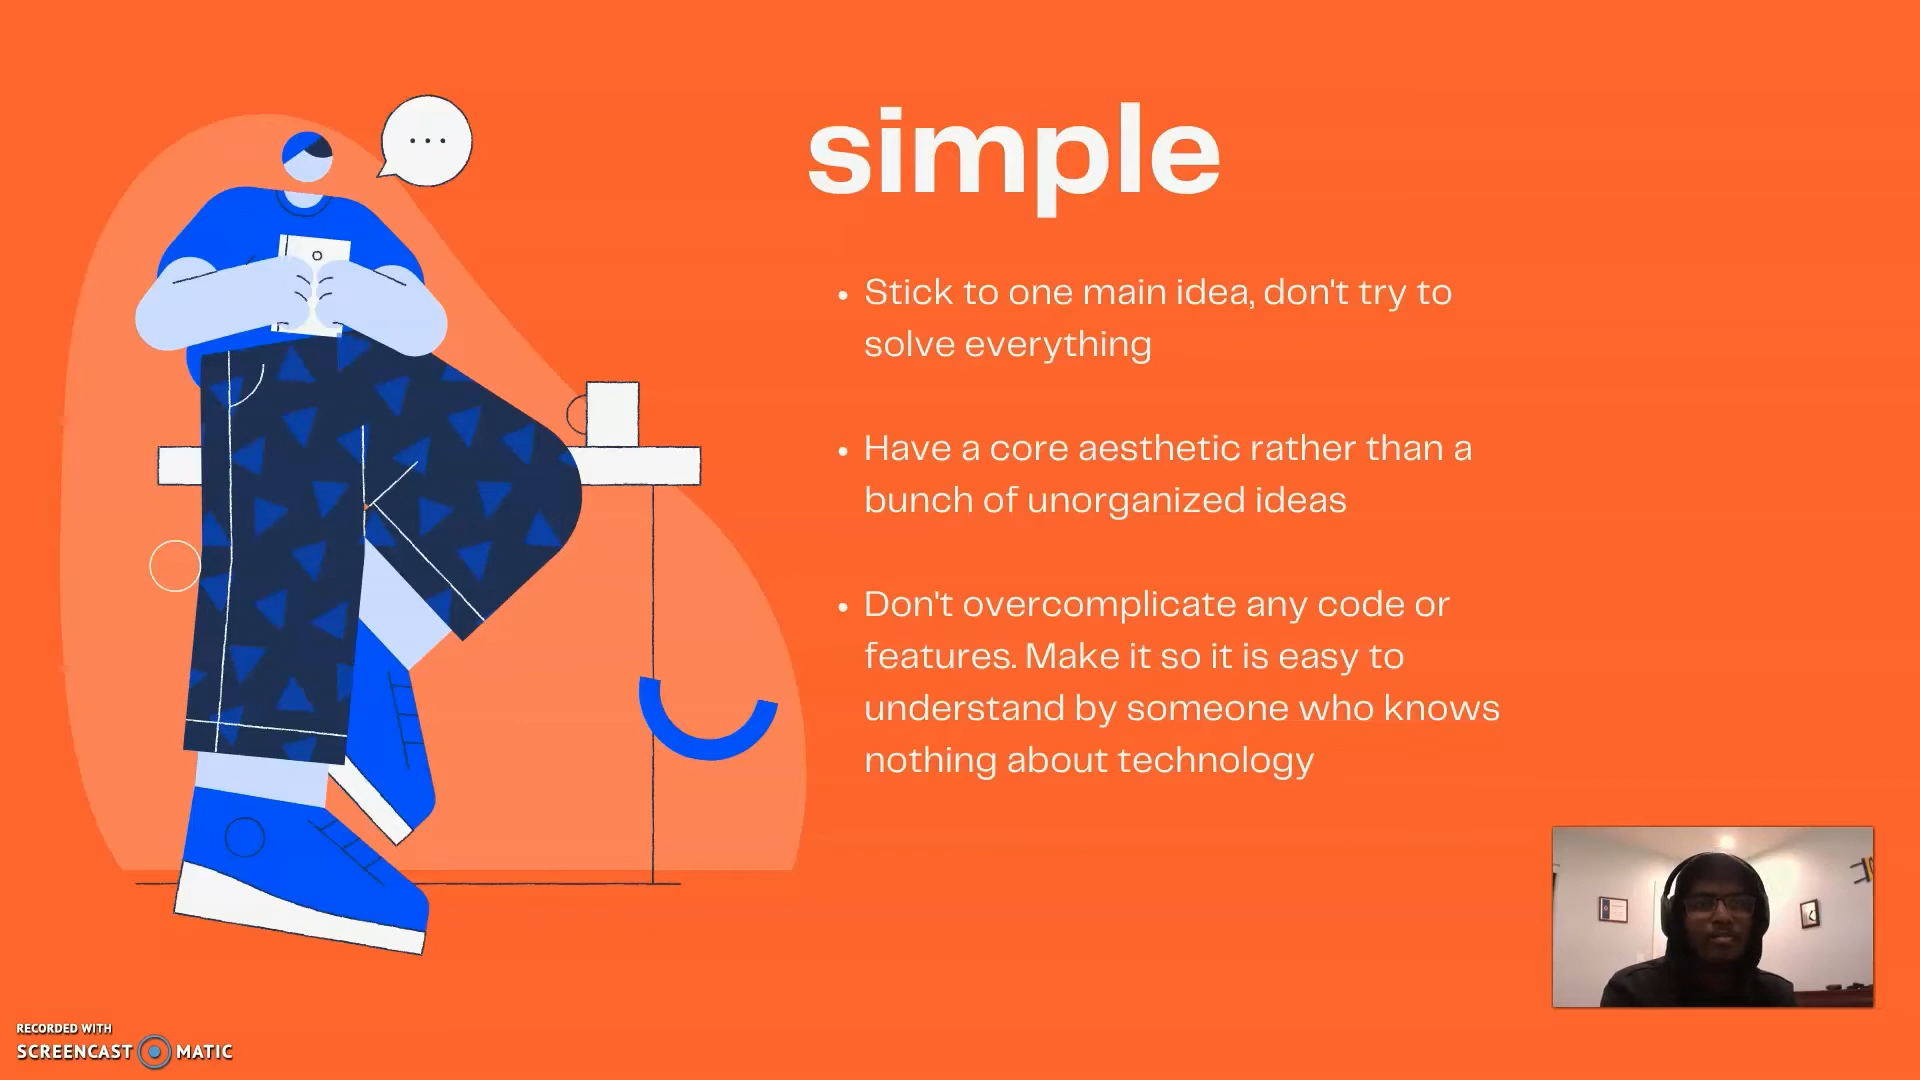 simple
• Stick to one main idea, don't try to
solve everything
• Have a core aesthetic rather than a
bunch of unorganized ideas
• Don't overcomplicate any code or
features. Make it so it is easy to
understand by someone who knows
nothing about technology
RECORDED WITH
SCREENCAST MATIC